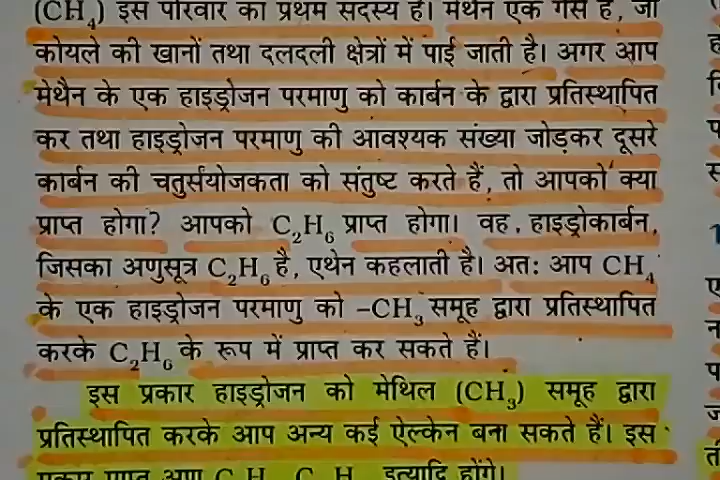 (CH₄) इस परिवार का प्रथम सदस्य है। मेथैन एक गैस है, जो
कोयले की खानों तथा दलदली क्षेत्रों में पाई जाती है। अगर आप
मेथैन के एक हाइड्रोजन परमाणु को कार्बन के द्वारा प्रतिस्थापित
कर तथा हाइड्रोजन परमाणु की आवश्यक संख्या जोड़कर दूसरे
कार्बन की चतुर्संयोजकता को संतुष्ट करते हैं, तो आपको क्या
प्राप्त होगा? आपको C₂H₆ प्राप्त होगा। वह हाइड्रोकार्बन,
जिसका अणुसूत्र C₂H₆ है, एथेन कहलाती है। अतः आप CH₄
के एक हाइड्रोजन परमाणु को –CH₃ समूह द्वारा प्रतिस्थापित
करके C₂H₆ के रूप में प्राप्त कर सकते हैं।
इस प्रकार हाइड्रोजन को मेथिल (CH₃) समूह द्वारा
प्रतिस्थापित करके आप अन्य कई ऐल्केन बना सकते हैं। इस
इत्यादि होंगे।